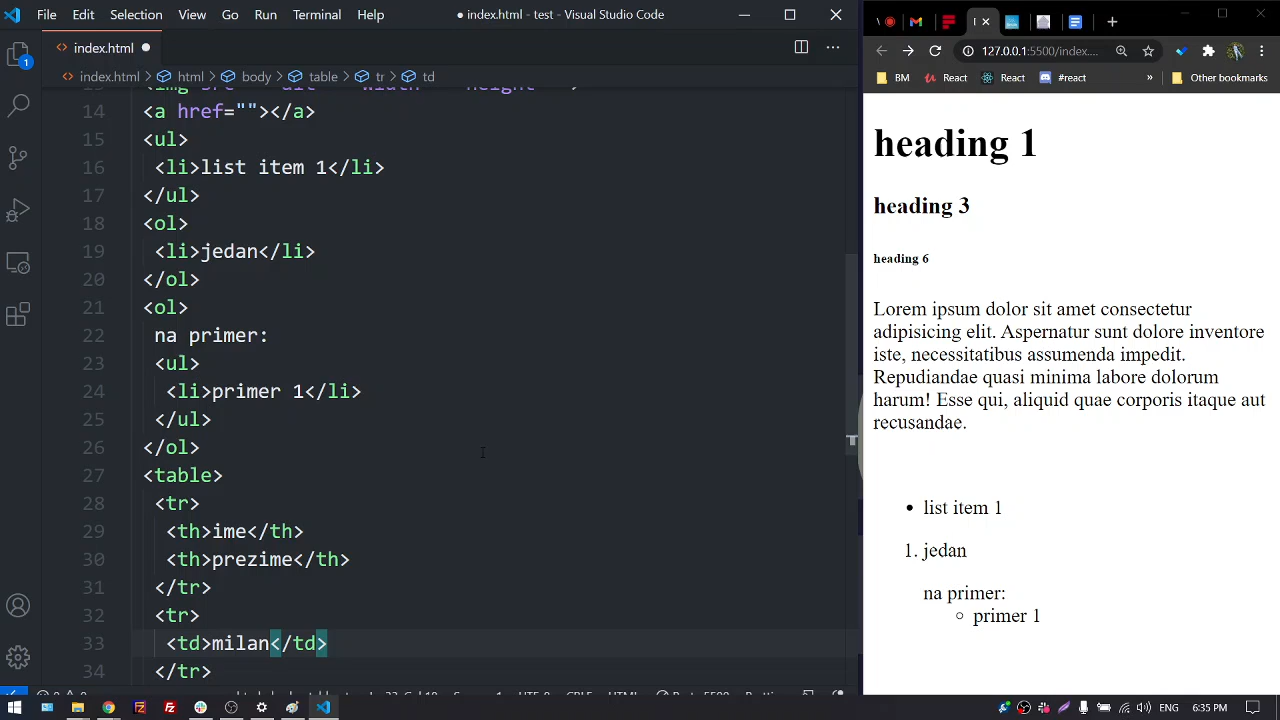 File Edit Selection View Go Run Terminal Help
● index.html - test - Visual Studio Code
index.html
index.html > html > body > table > tr > td
14 <a href=""></a>
15 <ul>
16 <li>list item 1</li>
17 </ul>
18 <ol>
19 <li>jedan</li>
20 </ol>
21 <ol>
22 na primer:
23 <ul>
24 <li>primer 1</li>
25 </ul>
26 </ol>
27 <table>
28 <tr>
29 <th>ime</th>
30 <th>prezime</th>
31 </tr>
32 <tr>
33 <td>milan</td>
34 </tr>
1
127.0.0.1:5500/index....
BM React React #react » Other bookmarks
heading 1
heading 3
heading 6
Lorem ipsum dolor sit amet consectetur
adipisicing elit. Aspernatur sunt dolore inventore
iste, necessitatibus assumenda impedit.
Repudiandae quasi minima labore dolorum
harum! Esse qui, aliquid quae corporis itaque aut
recusandae.
• list item 1
1. jedan
na primer:
○ primer 1
ENG 6:35 PM